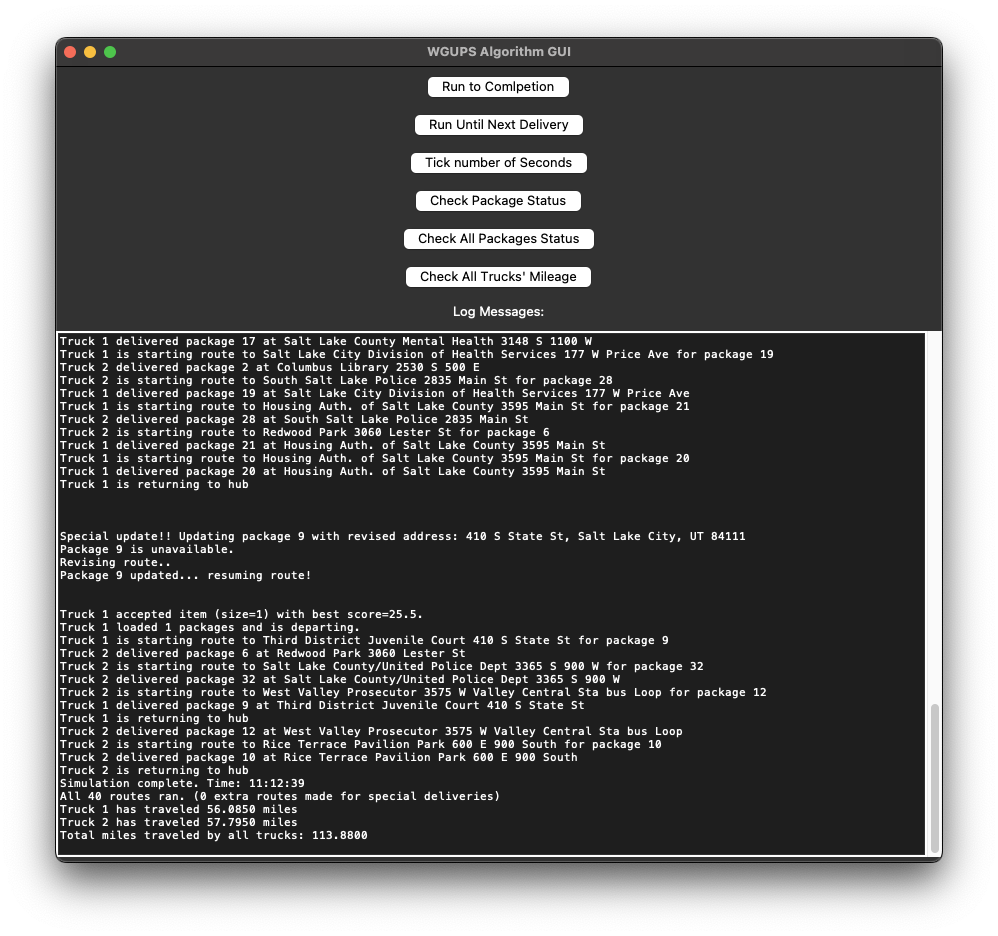 WGUPS Algorithm GUI
Run to Comlpetion
Run Until Next Delivery
Tick number of Seconds
Check Package Status
Check All Packages Status
Check All Trucks' Mileage
Log Messages:
Truck 1 delivered package 17 at Salt Lake County Mental Health 3148 S 1100 W
Truck 1 is starting route to Salt Lake City Division of Health Services 177 W Price Ave for package 19
Truck 2 delivered package 2 at Columbus Library 2530 S 500 E
Truck 2 is starting route to South Salt Lake Police 2835 Main St for package 28
Truck 1 delivered package 19 at Salt Lake City Division of Health Services 177 W Price Ave
Truck 1 is starting route to Housing Auth. of Salt Lake County 3595 Main St for package 21
Truck 2 delivered package 28 at South Salt Lake Police 2835 Main St
Truck 2 is starting route to Redwood Park 3060 Lester St for package 6
Truck 1 delivered package 21 at Housing Auth. of Salt Lake County 3595 Main St
Truck 1 is starting route to Housing Auth. of Salt Lake County 3595 Main St for package 20
Truck 1 delivered package 20 at Housing Auth. of Salt Lake County 3595 Main St
Truck 1 is returning to hub
Special update!! Updating package 9 with revised address: 410 S State St, Salt Lake City, UT 84111
Package 9 is unavailable.
Revising route..
Package 9 updated... resuming route!
Truck 1 accepted item (size=1) with best score=25.5.
Truck 1 loaded 1 packages and is departing.
Truck 1 is starting route to Third District Juvenile Court 410 S State St for package 9
Truck 2 delivered package 6 at Redwood Park 3060 Lester St
Truck 2 is starting route to Salt Lake County/United Police Dept 3365 S 900 W for package 32
Truck 2 delivered package 32 at Salt Lake County/United Police Dept 3365 S 900 W
Truck 2 is starting route to West Valley Prosecutor 3575 W Valley Central Sta bus Loop for package 12
Truck 1 delivered package 9 at Third District Juvenile Court 410 S State St
Truck 1 is returning to hub
Truck 2 delivered package 12 at West Valley Prosecutor 3575 W Valley Central Sta bus Loop
Truck 2 is starting route to Rice Terrace Pavilion Park 600 E 900 South for package 10
Truck 2 delivered package 10 at Rice Terrace Pavilion Park 600 E 900 South
Truck 2 is returning to hub
Simulation complete. Time: 11:12:39
All 40 routes ran. (0 extra routes made for special deliveries)
Truck 1 has traveled 56.0850 miles
Truck 2 has traveled 57.7950 miles
Total miles traveled by all trucks: 113.8800